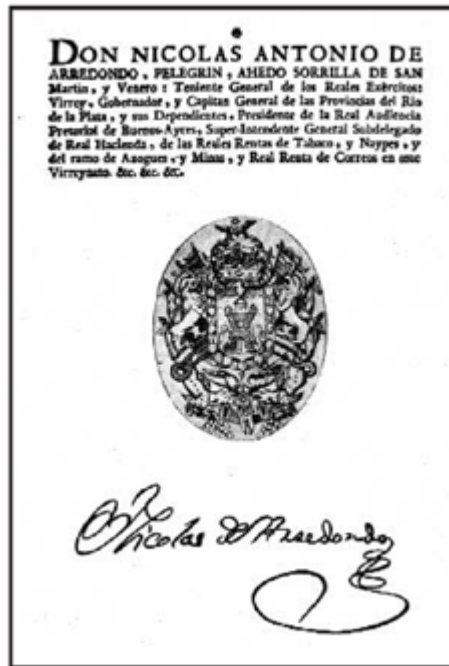 DON NICOLAS ANTONIO DE
ARREDONDO, PELEGRIN, AHEDO SORRILLA DE SAN
Martin, y Venero: Teniente General de los Reales Exèrcitos:
Virrey, Gobernador, y Capitan General de las Provincias del Rio
de la Plata, y sus Dependientes, Presidente de la Real Audiencia
Pretorial de Buenos-Ayres, Super-Intendente General Subdelegado
de Real Hacienda, de las Reales Rentas de Tabaco, y Naypes, y
del ramo de Azogues, y Minas, y Real Renta de Correos en este
Virreynato. &c. &c. &c.
Nicolas de Arredondo